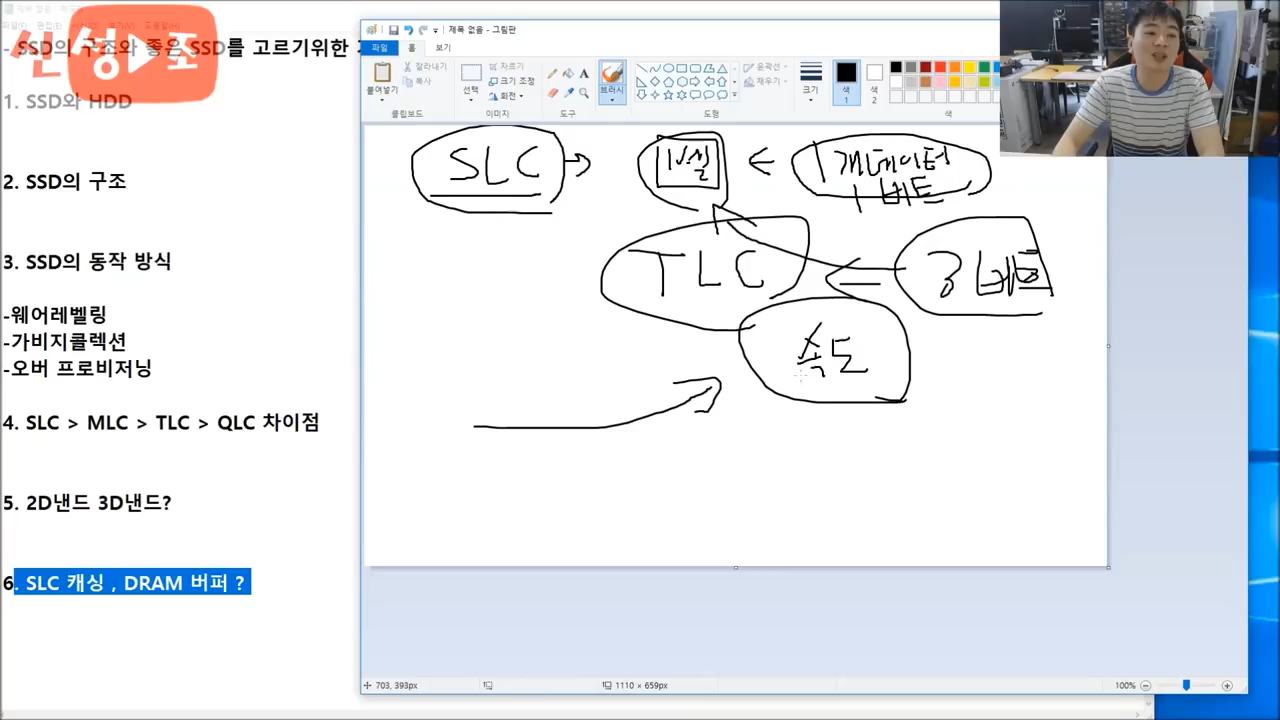 신성조
- SSD의 구조와 좋은 SSD를 고르기위한
1. SSD와 HDD
2. SSD의 구조
3. SSD의 동작 방식
-웨어레벨링
-가비지콜렉션
-오버 프로비저닝
4. SLC > MLC > TLC > QLC 차이점
5. 2D낸드 3D낸드?
6. SLC 캐싱 , DRAM 버퍼 ?
제목 없음 - 그림판
파일 홈 보기
붙여넣기
잘라내기
복사
클립보드
선택
자르기
크기 조정
회전
이미지
도구
브러시
윤곽선
채우기
도형
크기
색 1
색 2
색
SLC → 1셀 ← 1개 데이터
1 비트
TLC ← 3비트
속도
703, 393px
1110 × 659px
100%